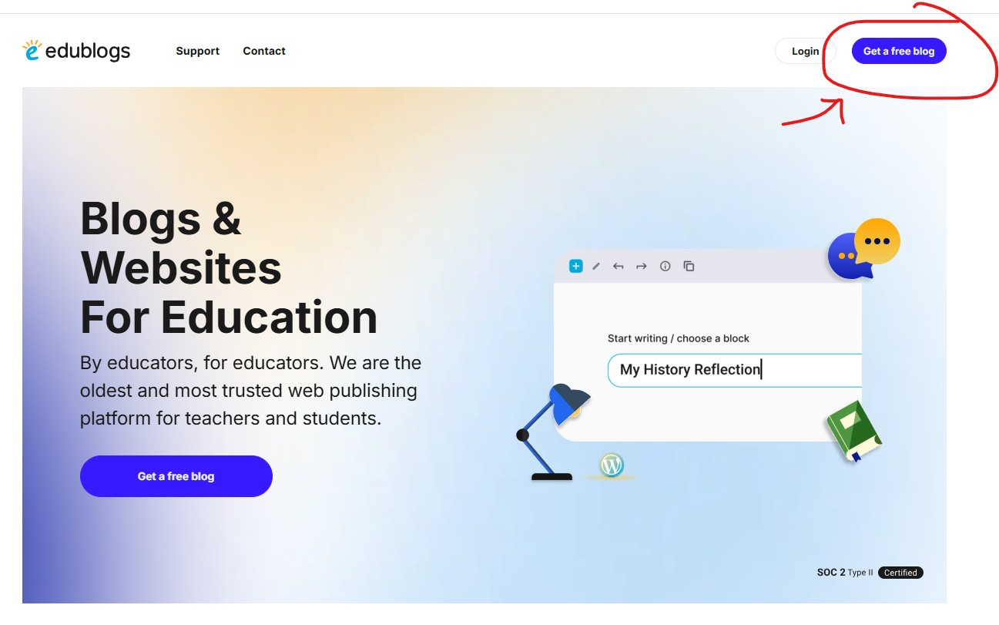 edublogs Support Contact Login Get a free blog
Blogs &
Websites
For Education
By educators, for educators. We are the
oldest and most trusted web publishing
platform for teachers and students.
Get a free blog
Start writing / choose a block
My History Reflection
SOC 2 Type II Certified